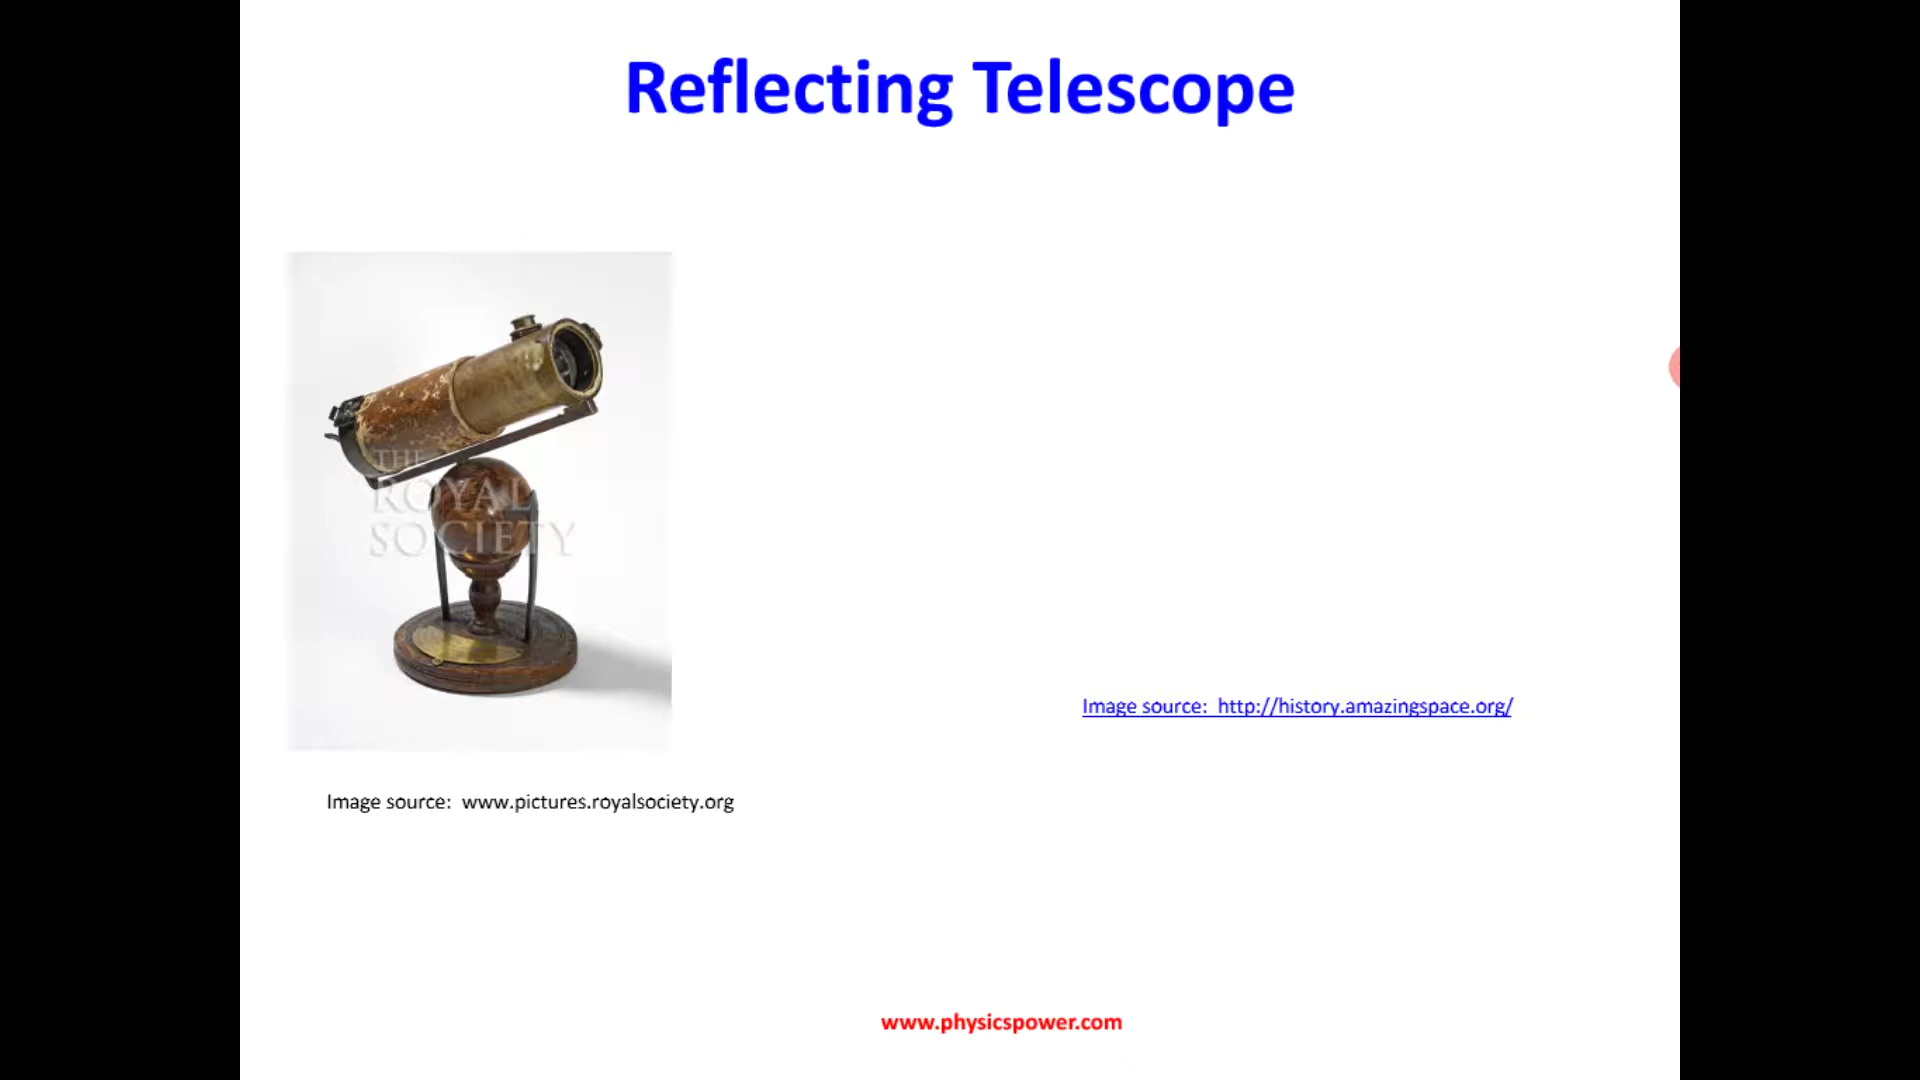 Reflecting Telescope
THE
ROYAL
SOCIETY
Image source:  http://history.amazingspace.org/
Image source:  www.pictures.royalsociety.org
www.physicspower.com